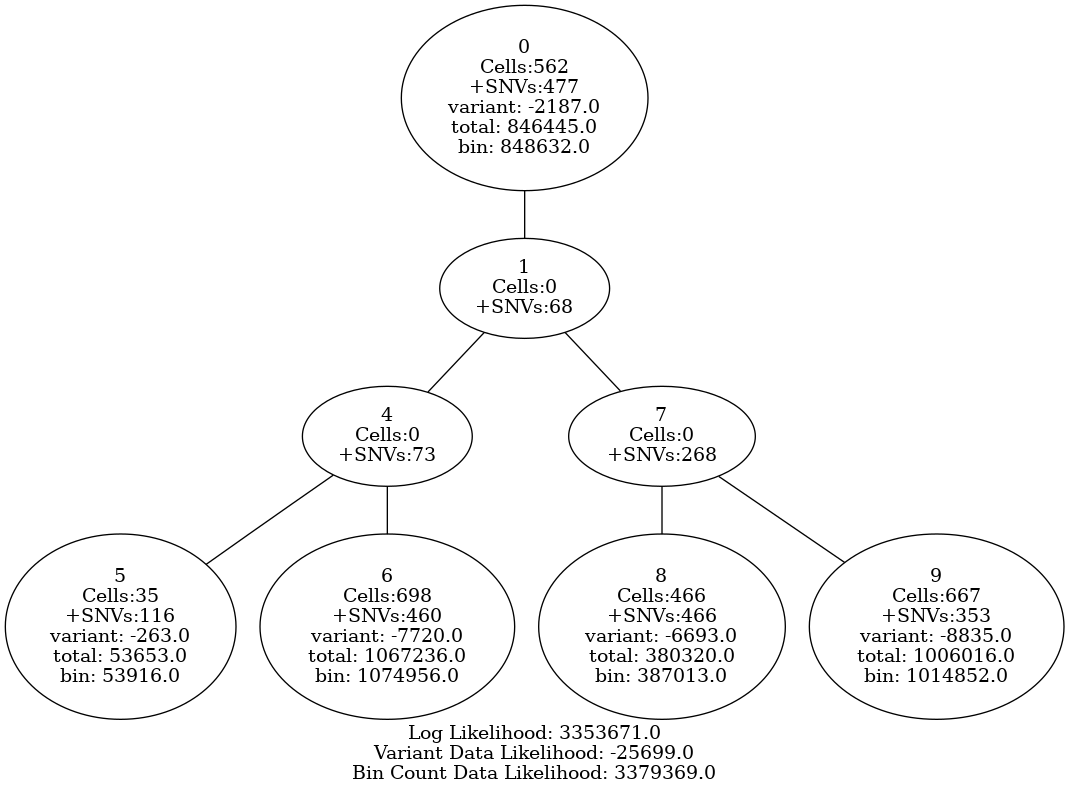 0
Cells:562
+SNVs:477
variant: -2187.0
total: 846445.0
bin: 848632.0
1
Cells:0
+SNVs:68
4
Cells:0
+SNVs:73
7
Cells:0
+SNVs:268
5
Cells:35
+SNVs:116
variant: -263.0
total: 53653.0
bin: 53916.0
6
Cells:698
+SNVs:460
variant: -7720.0
total: 1067236.0
bin: 1074956.0
8
Cells:466
+SNVs:466
variant: -6693.0
total: 380320.0
bin: 387013.0
9
Cells:667
+SNVs:353
variant: -8835.0
total: 1006016.0
bin: 1014852.0
Log Likelihood: 3353671.0
Variant Data Likelihood: -25699.0
Bin Count Data Likelihood: 3379369.0